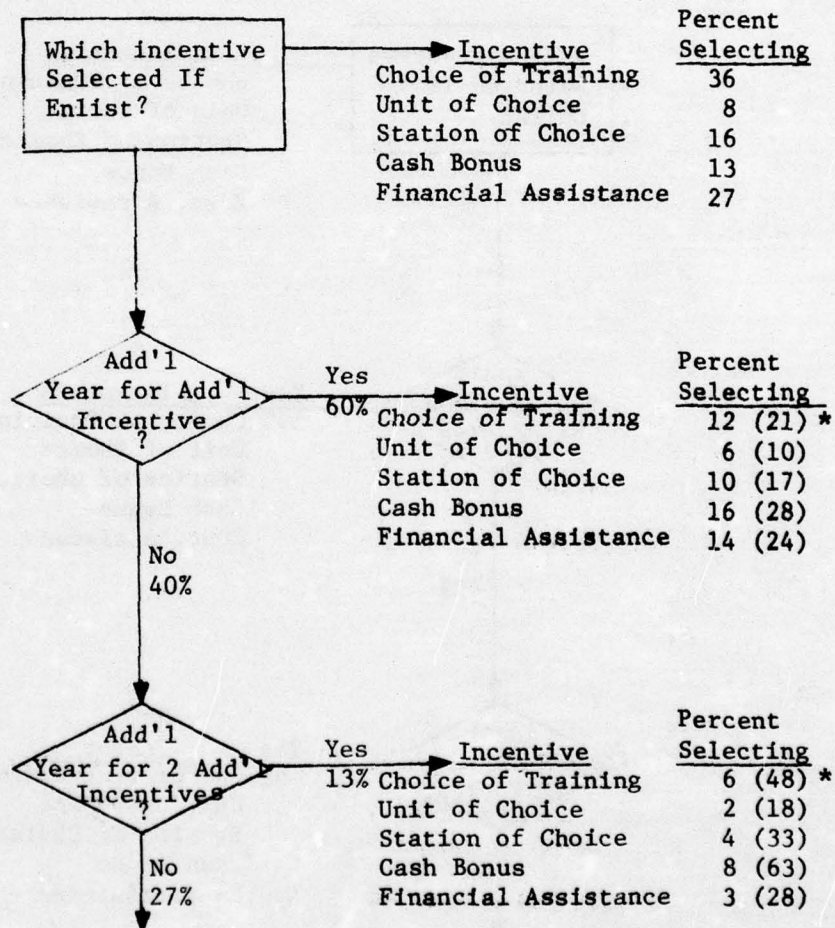 Percent
Which incentive Incentive Selecting
Selected If Choice of Training 36
Enlist? Unit of Choice 8
Station of Choice 16
Cash Bonus 13
Financial Assistance 27
Percent
Add'l Yes Incentive Selecting
Year for Add'l 60% Choice of Training 12 (21) *
Incentive Unit of Choice 6 (10)
? Station of Choice 10 (17)
Cash Bonus 16 (28)
Financial Assistance 14 (24)
No
40%
Percent
Add'l Yes Incentive Selecting
Year for 2 Add'l 13% Choice of Training 6 (48) *
Incentives Unit of Choice 2 (18)
? Station of Choice 4 (33)
Cash Bonus 8 (63)
No Financial Assistance 3 (28)
27%